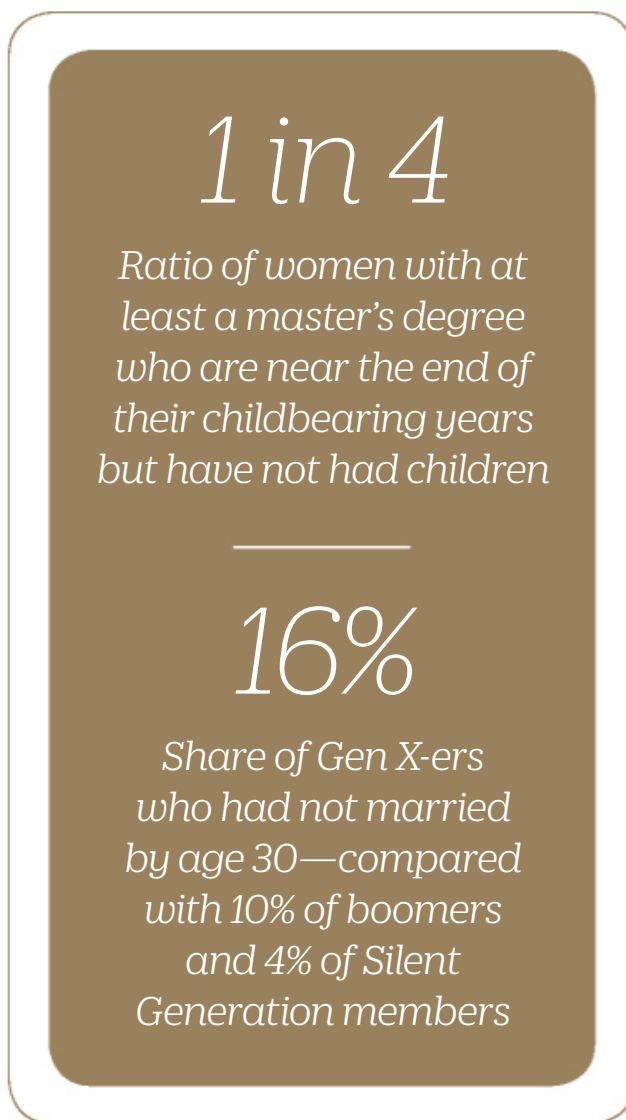 1 in 4
Ratio of women with at
least a master’s degree
who are near the end of
their childbearing years
but have not had children
16%
Share of Gen X-ers
who had not married
by age 30—compared
with 10% of boomers
and 4% of Silent
Generation members